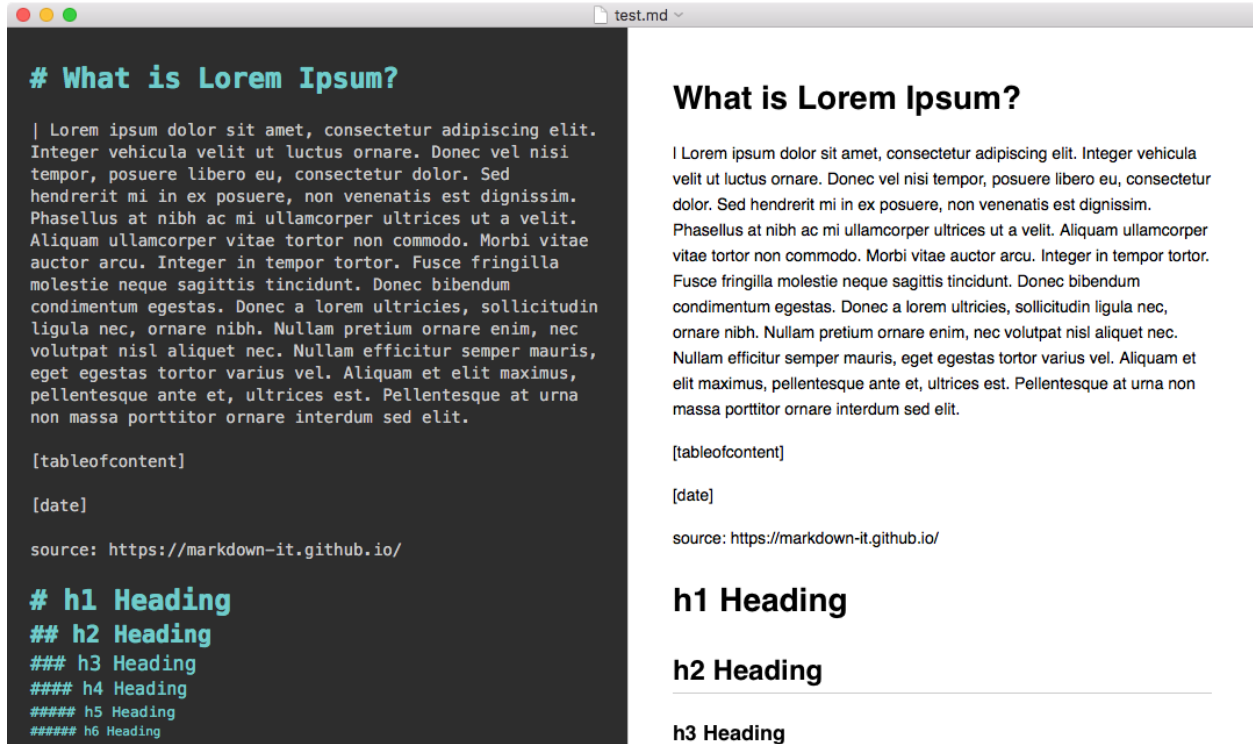 test.md
# What is Lorem Ipsum?
| Lorem ipsum dolor sit amet, consectetur adipiscing elit.
Integer vehicula velit ut luctus ornare. Donec vel nisi
tempor, posuere libero eu, consectetur dolor. Sed
hendrerit mi in ex posuere, non venenatis est dignissim.
Phasellus at nibh ac mi ullamcorper ultrices ut a velit.
Aliquam ullamcorper vitae tortor non commodo. Morbi vitae
auctor arcu. Integer in tempor tortor. Fusce fringilla
molestie neque sagittis tincidunt. Donec bibendum
condimentum egestas. Donec a lorem ultricies, sollicitudin
ligula nec, ornare nibh. Nullam pretium ornare enim, nec
volutpat nisl aliquet nec. Nullam efficitur semper mauris,
eget egestas tortor varius vel. Aliquam et elit maximus,
pellentesque ante et, ultrices est. Pellentesque at urna
non massa porttitor ornare interdum sed elit.
[tableofcontent]
[date]
source: https://markdown-it.github.io/
# h1 Heading
## h2 Heading
### h3 Heading
#### h4 Heading
##### h5 Heading
###### h6 Heading
What is Lorem Ipsum?
| Lorem ipsum dolor sit amet, consectetur adipiscing elit. Integer vehicula
velit ut luctus ornare. Donec vel nisi tempor, posuere libero eu, consectetur
dolor. Sed hendrerit mi in ex posuere, non venenatis est dignissim.
Phasellus at nibh ac mi ullamcorper ultrices ut a velit. Aliquam ullamcorper
vitae tortor non commodo. Morbi vitae auctor arcu. Integer in tempor tortor.
Fusce fringilla molestie neque sagittis tincidunt. Donec bibendum
condimentum egestas. Donec a lorem ultricies, sollicitudin ligula nec,
ornare nibh. Nullam pretium ornare enim, nec volutpat nisl aliquet nec.
Nullam efficitur semper mauris, eget egestas tortor varius vel. Aliquam et
elit maximus, pellentesque ante et, ultrices est. Pellentesque at urna non
massa porttitor ornare interdum sed elit.
[tableofcontent]
[date]
source: https://markdown-it.github.io/
h1 Heading
h2 Heading
h3 Heading